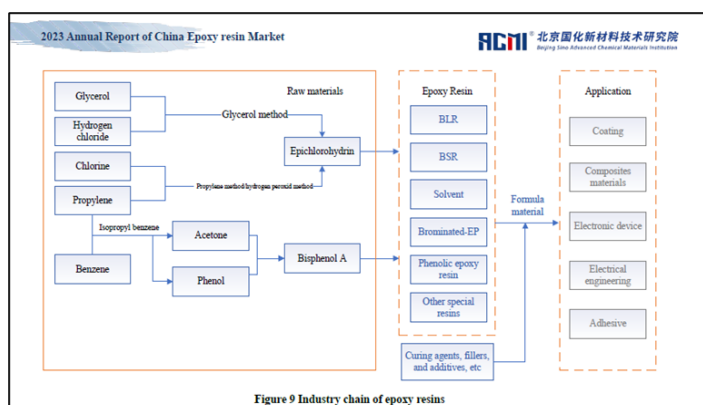 2023 Annual Report of China Epoxy resin Market
ACMI® 北京国化新材料技术研究院
Beijing Sino Advanced Chemical Materials Institution
Raw materials
Epoxy Resin
Application
Glycerol
Hydrogen
chloride
Glycerol method
Chlorine
Propylene
Propylene method/hydrogen peroxid method
Epichlorohydrin
Isopropyl benzene
Benzene
Acetone
Phenol
Bisphenol A
BLR
BSR
Solvent
Brominated-EP
Phenolic epoxy
resin
Other special
resins
Formula
material
Curing agents, fillers,
and additives, etc
Coating
Composites
materials
Electronic device
Electrical
engineering
Adhesive
Figure 9 Industry chain of epoxy resins